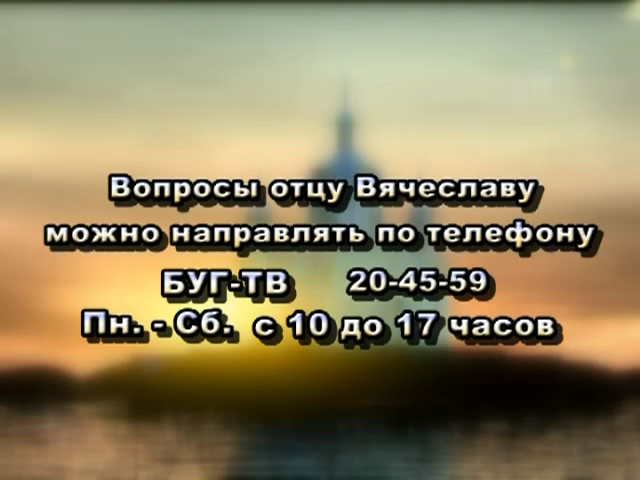 Вопросы отцу Вячеславу
можно направлять по телефону
БУГ-ТВ 20-45-59
Пн. - Сб. с 10 до 17 часов